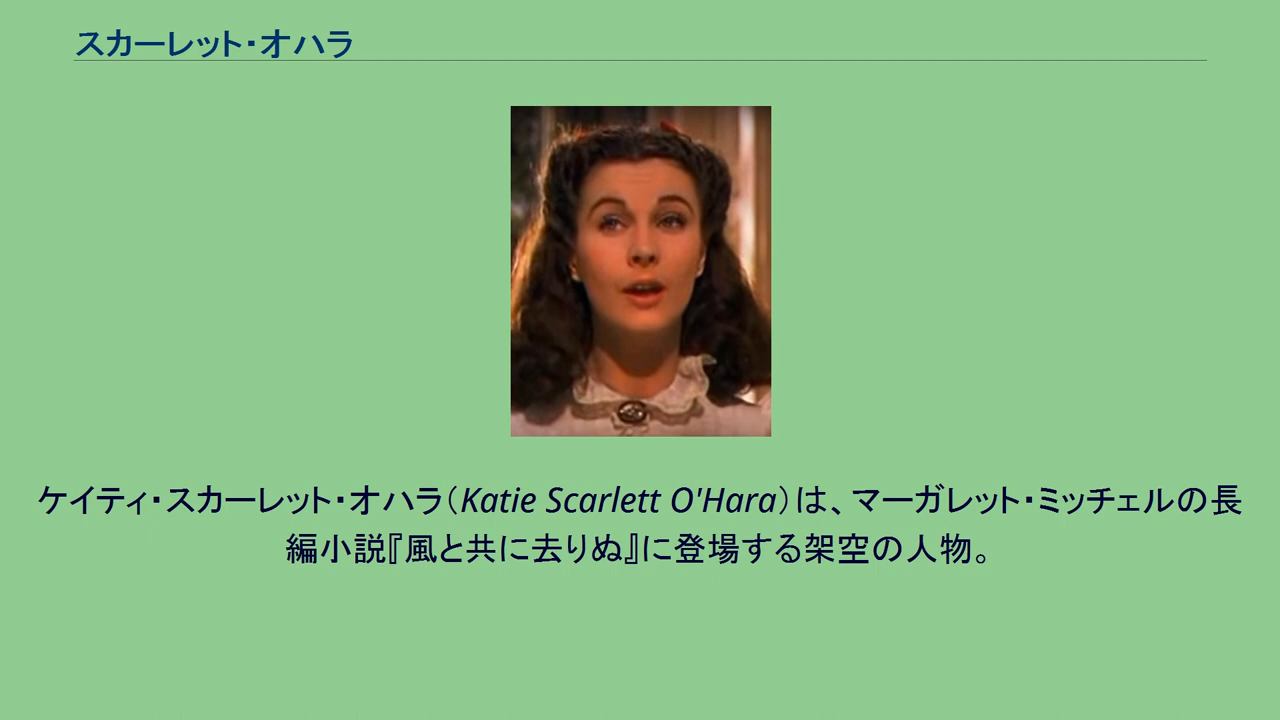 スカーレット・オハラ
ケイティ・スカーレット・オハラ（Katie Scarlett O'Hara）は、マーガレット・ミッチェルの長
編小説『風と共に去りぬ』に登場する架空の人物。